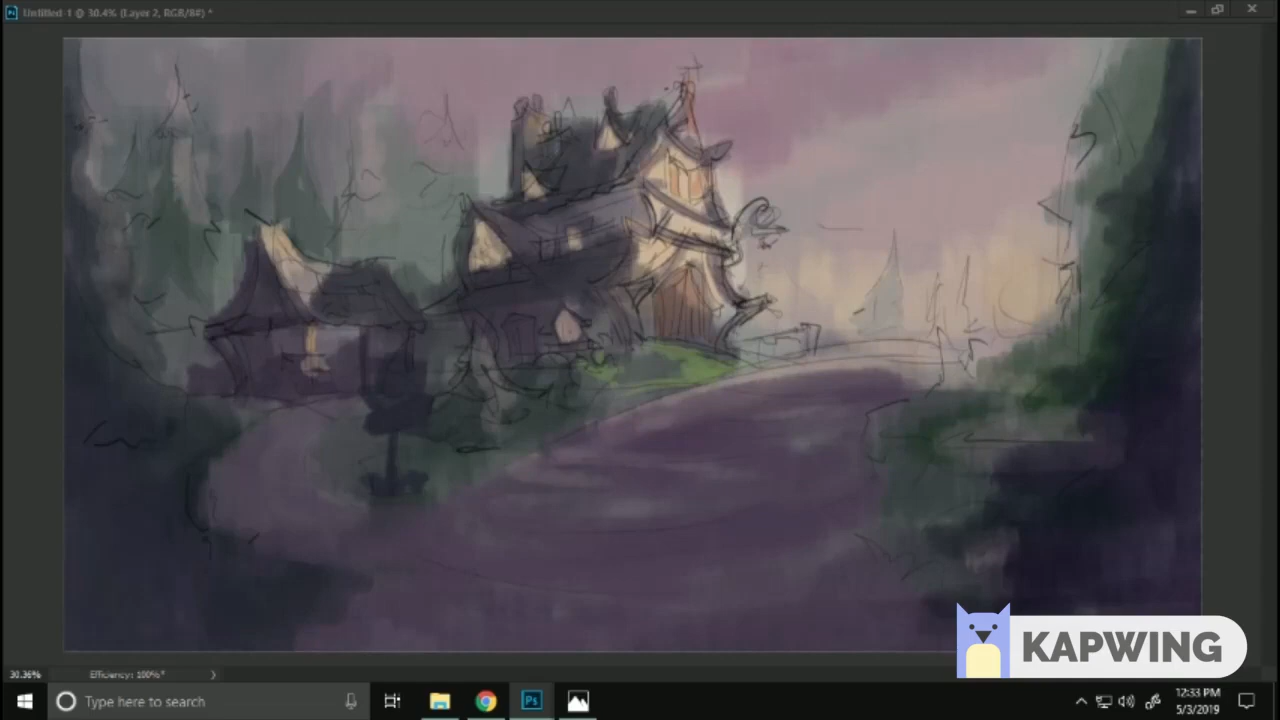 Untitled-1 @ 30.4% (Layer 2, RGB/8#) *
30.36%
Efficiency: 100%*
KAPWING
Type here to search
Ps
12:33 PM
5/3/2019